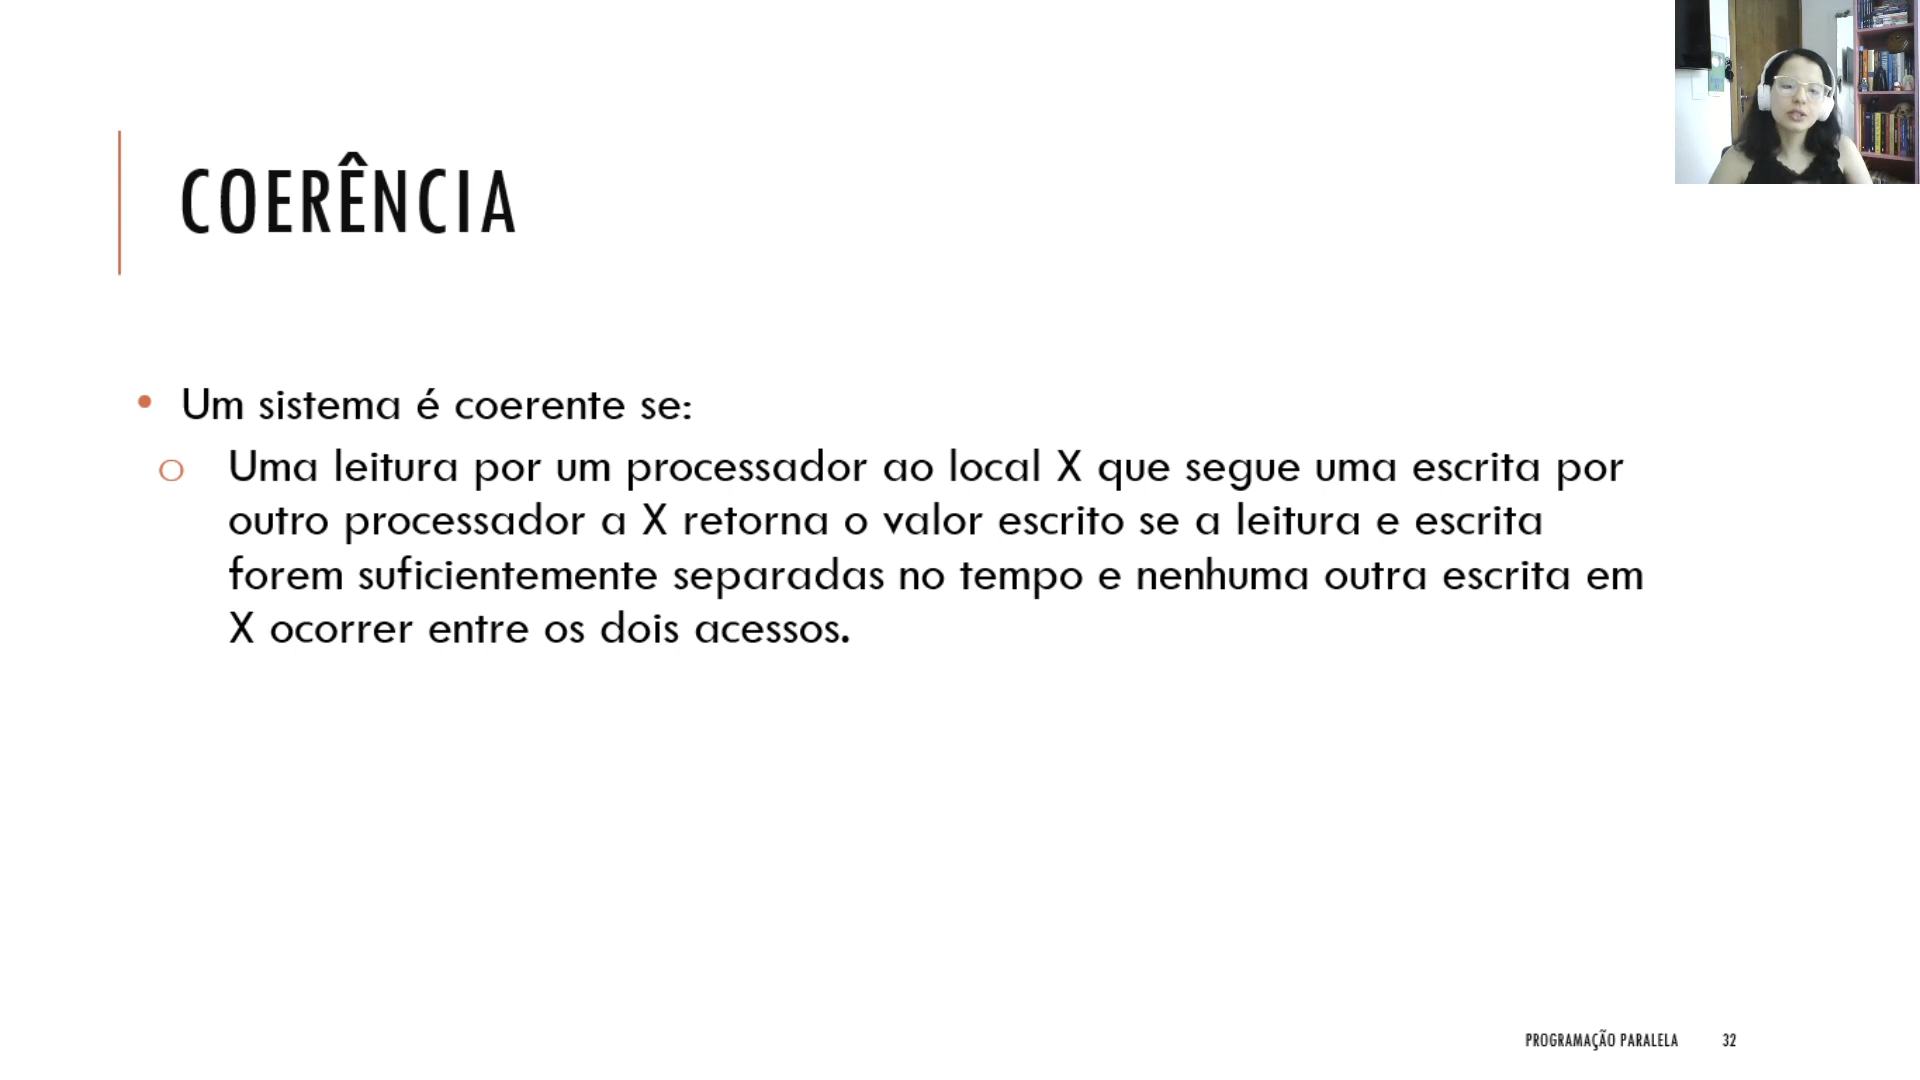 COERÊNCIA
• Um sistema é coerente se:
o Uma leitura por um processador ao local X que segue uma escrita por
outro processador a X retorna o valor escrito se a leitura e escrita
forem suficientemente separadas no tempo e nenhuma outra escrita em
X ocorrer entre os dois acessos.
PROGRAMAÇÃO PARALELA 32